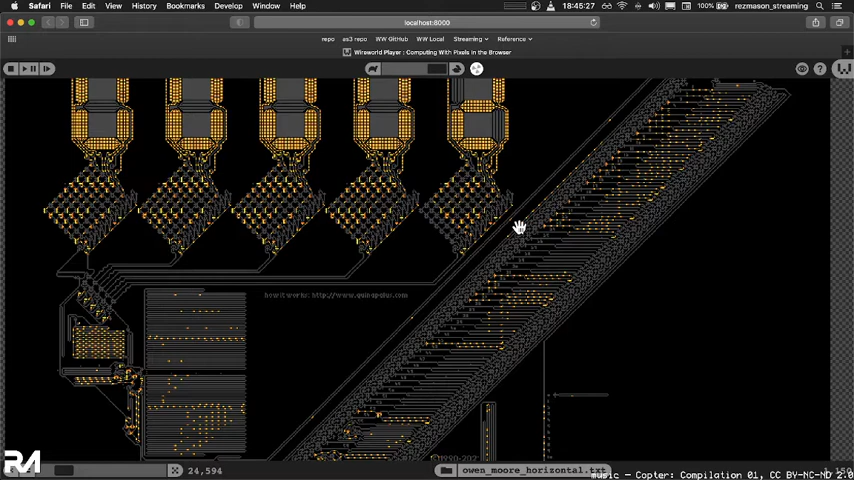 Safari File Edit View History Bookmarks Develop Window Help
100% 18:45:27 rezmason_streaming
localhost:8000
repo as3 repo WW GitHub WW Local Streaming Reference
Wireworld Player : Computing With Pixels in the Browser
how it works: http://www.quinapalus.com
24,594
owen_moore_horizontal.txt
music - Copter: Compilation 01, CC BY-NC-ND 2.0
RM